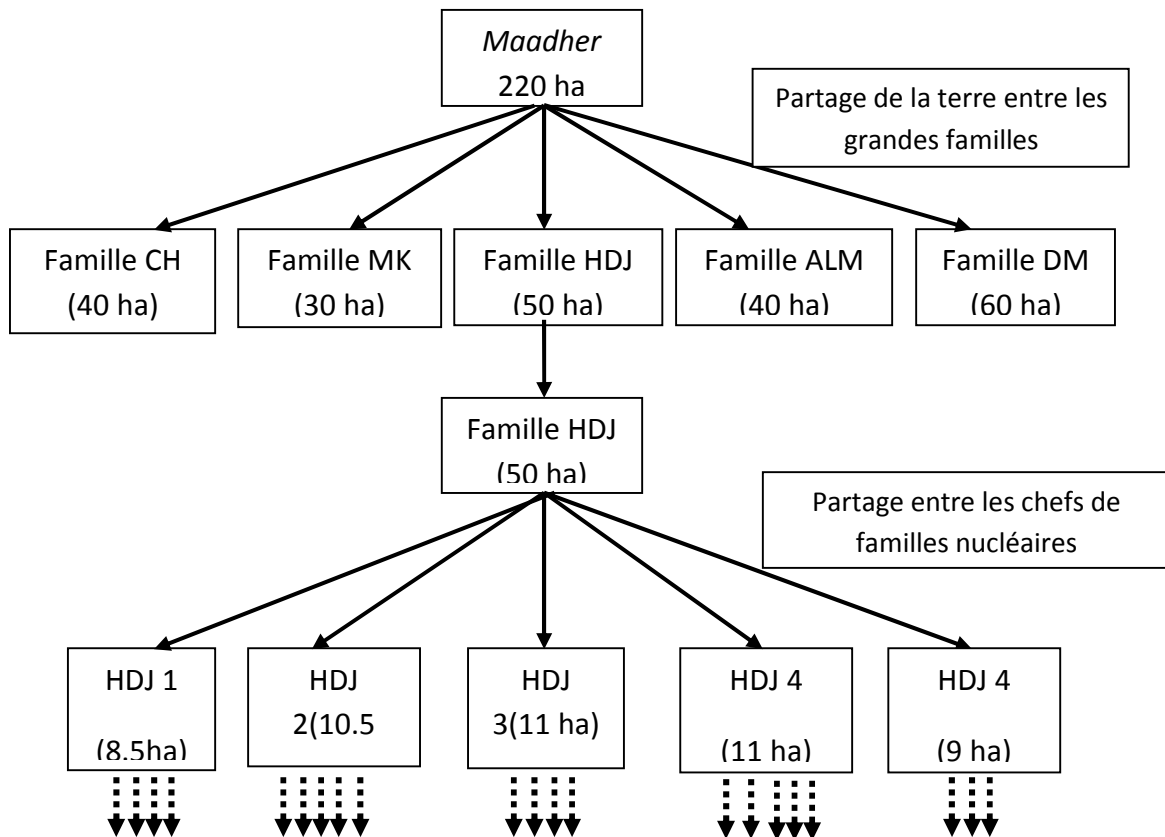 Maadher
220 ha
Partage de la terre entre les
grandes familles
Famille CH
(40 ha)
Famille MK
(30 ha)
Famille HDJ
(50 ha)
Famille ALM
(40 ha)
Famille DM
(60 ha)
Famille HDJ
(50 ha)
Partage entre les chefs de
familles nucléaires
HDJ 1
(8.5ha)
HDJ
2(10.5
HDJ
3(11 ha)
HDJ 4
(11 ha)
HDJ 4
(9 ha)